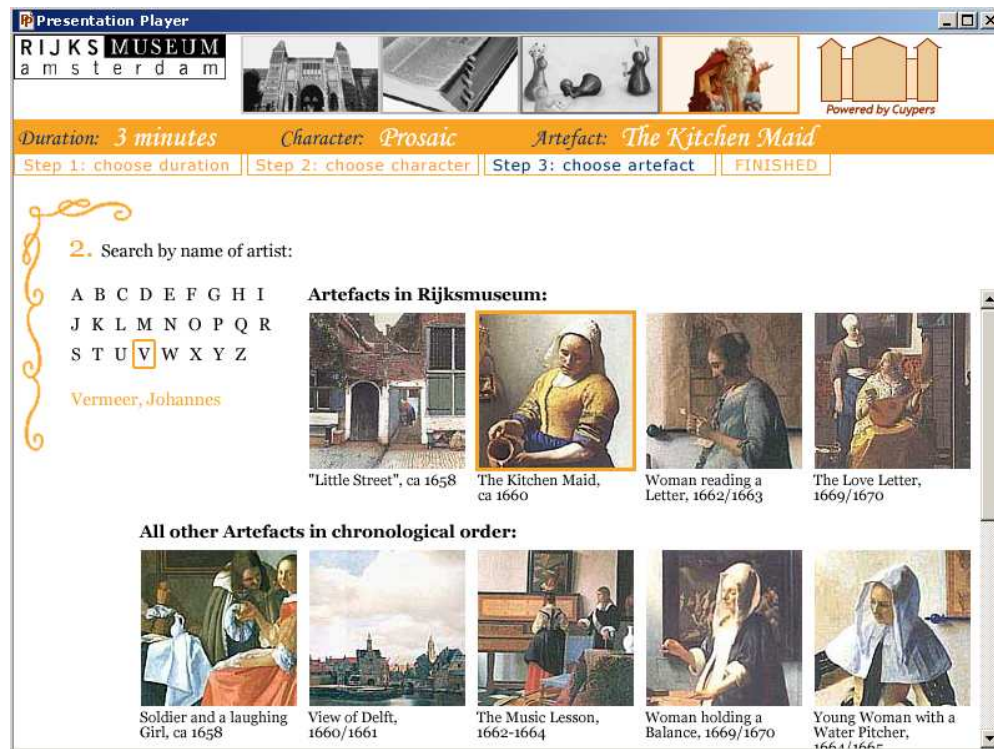 Presentation Player
RIJKS MUSEUM
amsterdam
Powered by Cuypers
Duration: 3 minutes Character: Prosaic Artefact: The Kitchen Maid
Step 1: choose duration Step 2: choose character Step 3: choose artefact FINISHED
2. Search by name of artist:
A B C D E F G H I
J K L M N O P Q R
S T U V W X Y Z
Vermeer, Johannes
Artefacts in Rijksmuseum:
"Little Street", ca 1658
The Kitchen Maid,
ca 1660
Woman reading a
Letter, 1662/1663
The Love Letter,
1669/1670
All other Artefacts in chronological order:
Soldier and a laughing
Girl, ca 1658
View of Delft,
1660/1661
The Music Lesson,
1662-1664
Woman holding a
Balance, 1669/1670
Young Woman with a
Water Pitcher,
1664/1665